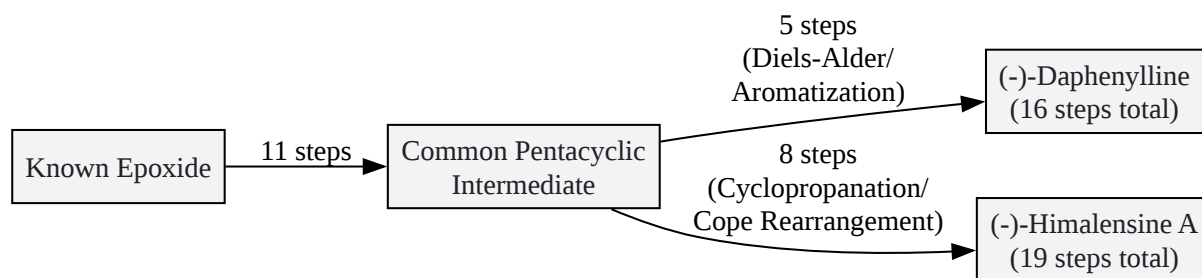 Known Epoxide
11 steps
Common Pentacyclic
Intermediate
5 steps
(Diels-Alder/
Aromatization)
(-)-Daphenylline
(16 steps total)
8 steps
(Cyclopropanation/
Cope Rearrangement)
(-)-Himalensine A
(19 steps total)